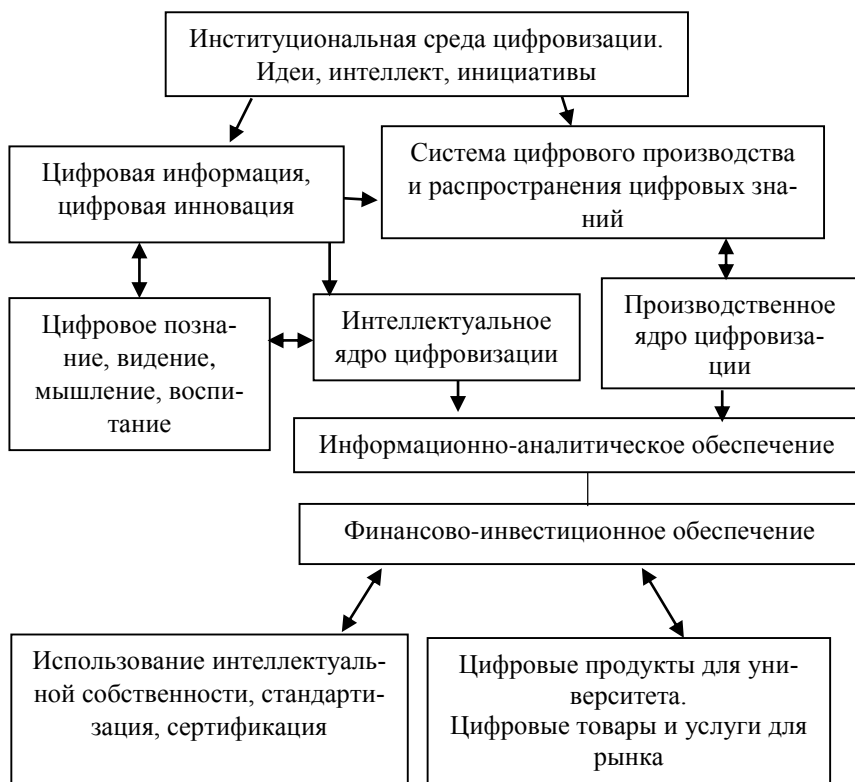 Институциональная среда цифровизации.
Идеи, интеллект, инициативы
Цифровая информация,
цифровая инновация
Система цифрового производства
и распространения цифровых зна-
ний
Цифровое позна-
ние, видение,
мышление, воспи-
тание
Интеллектуальное
ядро цифровизации
Производственное
ядро цифровиза-
ции
Информационно-аналитическое обеспечение
Финансово-инвестиционное обеспечение
Использование интеллектуаль-
ной собственности, стандарти-
зация, сертификация
Цифровые продукты для уни-
верситета.
Цифровые товары и услуги для
рынка